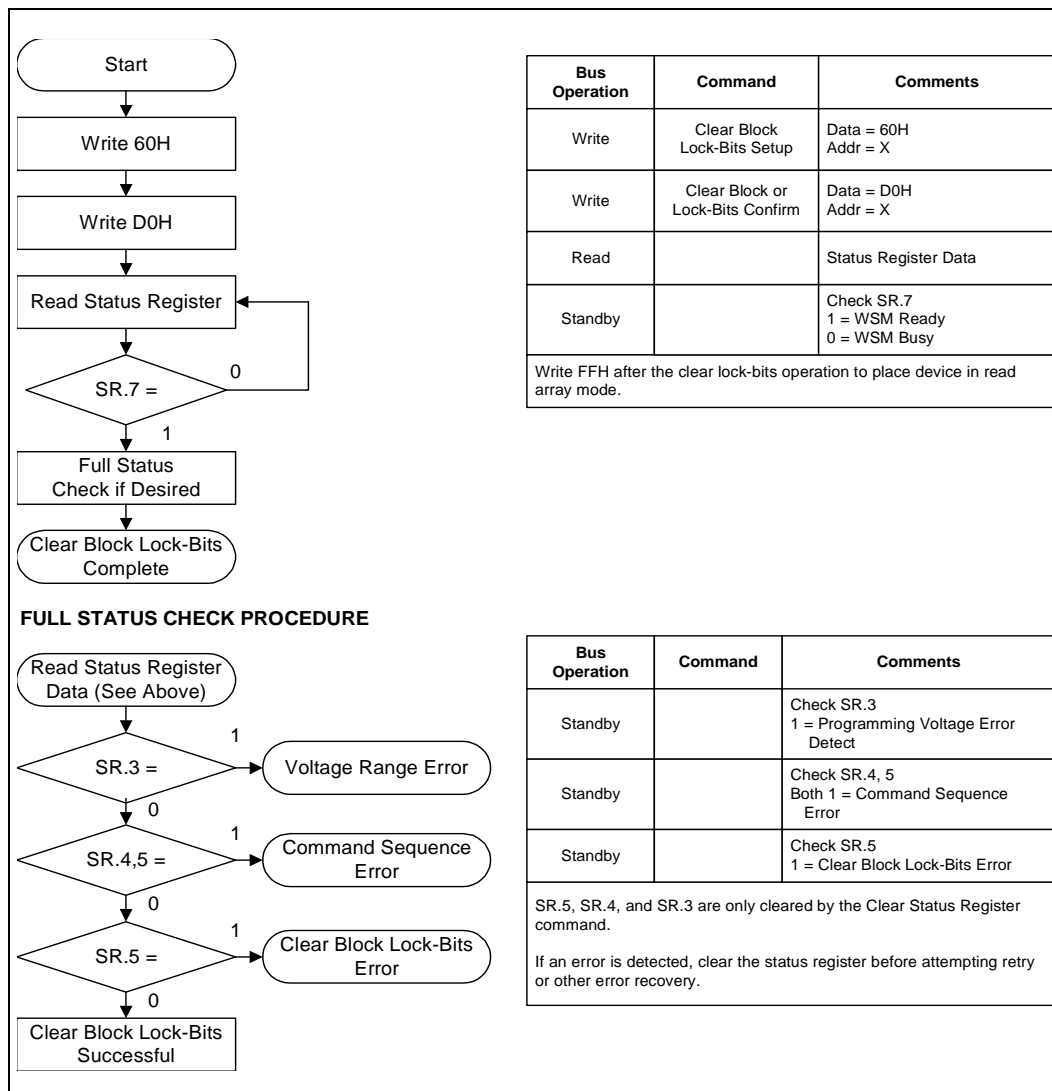 Start
Write 60H
Write D0H
Read Status Register
SR.7 =
0
1
Full Status
Check if Desired
Clear Block Lock-Bits
Complete
Bus
Operation
Command
Comments
Write
Clear Block
Lock-Bits Setup
Data = 60H
Addr = X
Write
Clear Block or
Lock-Bits Confirm
Data = D0H
Addr = X
Read
Status Register Data
Standby
Check SR.7
1 = WSM Ready
0 = WSM Busy
Write FFH after the clear lock-bits operation to place device in read
array mode.
FULL STATUS CHECK PROCEDURE
Read Status Register
Data (See Above)
SR.3 =
1
Voltage Range Error
0
SR.4,5 =
1
Command Sequence
Error
0
SR.5 =
1
Clear Block Lock-Bits
Error
0
Clear Block Lock-Bits
Successful
Bus
Operation
Command
Comments
Standby
Check SR.3
1 = Programming Voltage Error
Detect
Standby
Check SR.4, 5
Both 1 = Command Sequence
Error
Standby
Check SR.5
1 = Clear Block Lock-Bits Error
SR.5, SR.4, and SR.3 are only cleared by the Clear Status Register
command.
If an error is detected, clear the status register before attempting retry
or other error recovery.